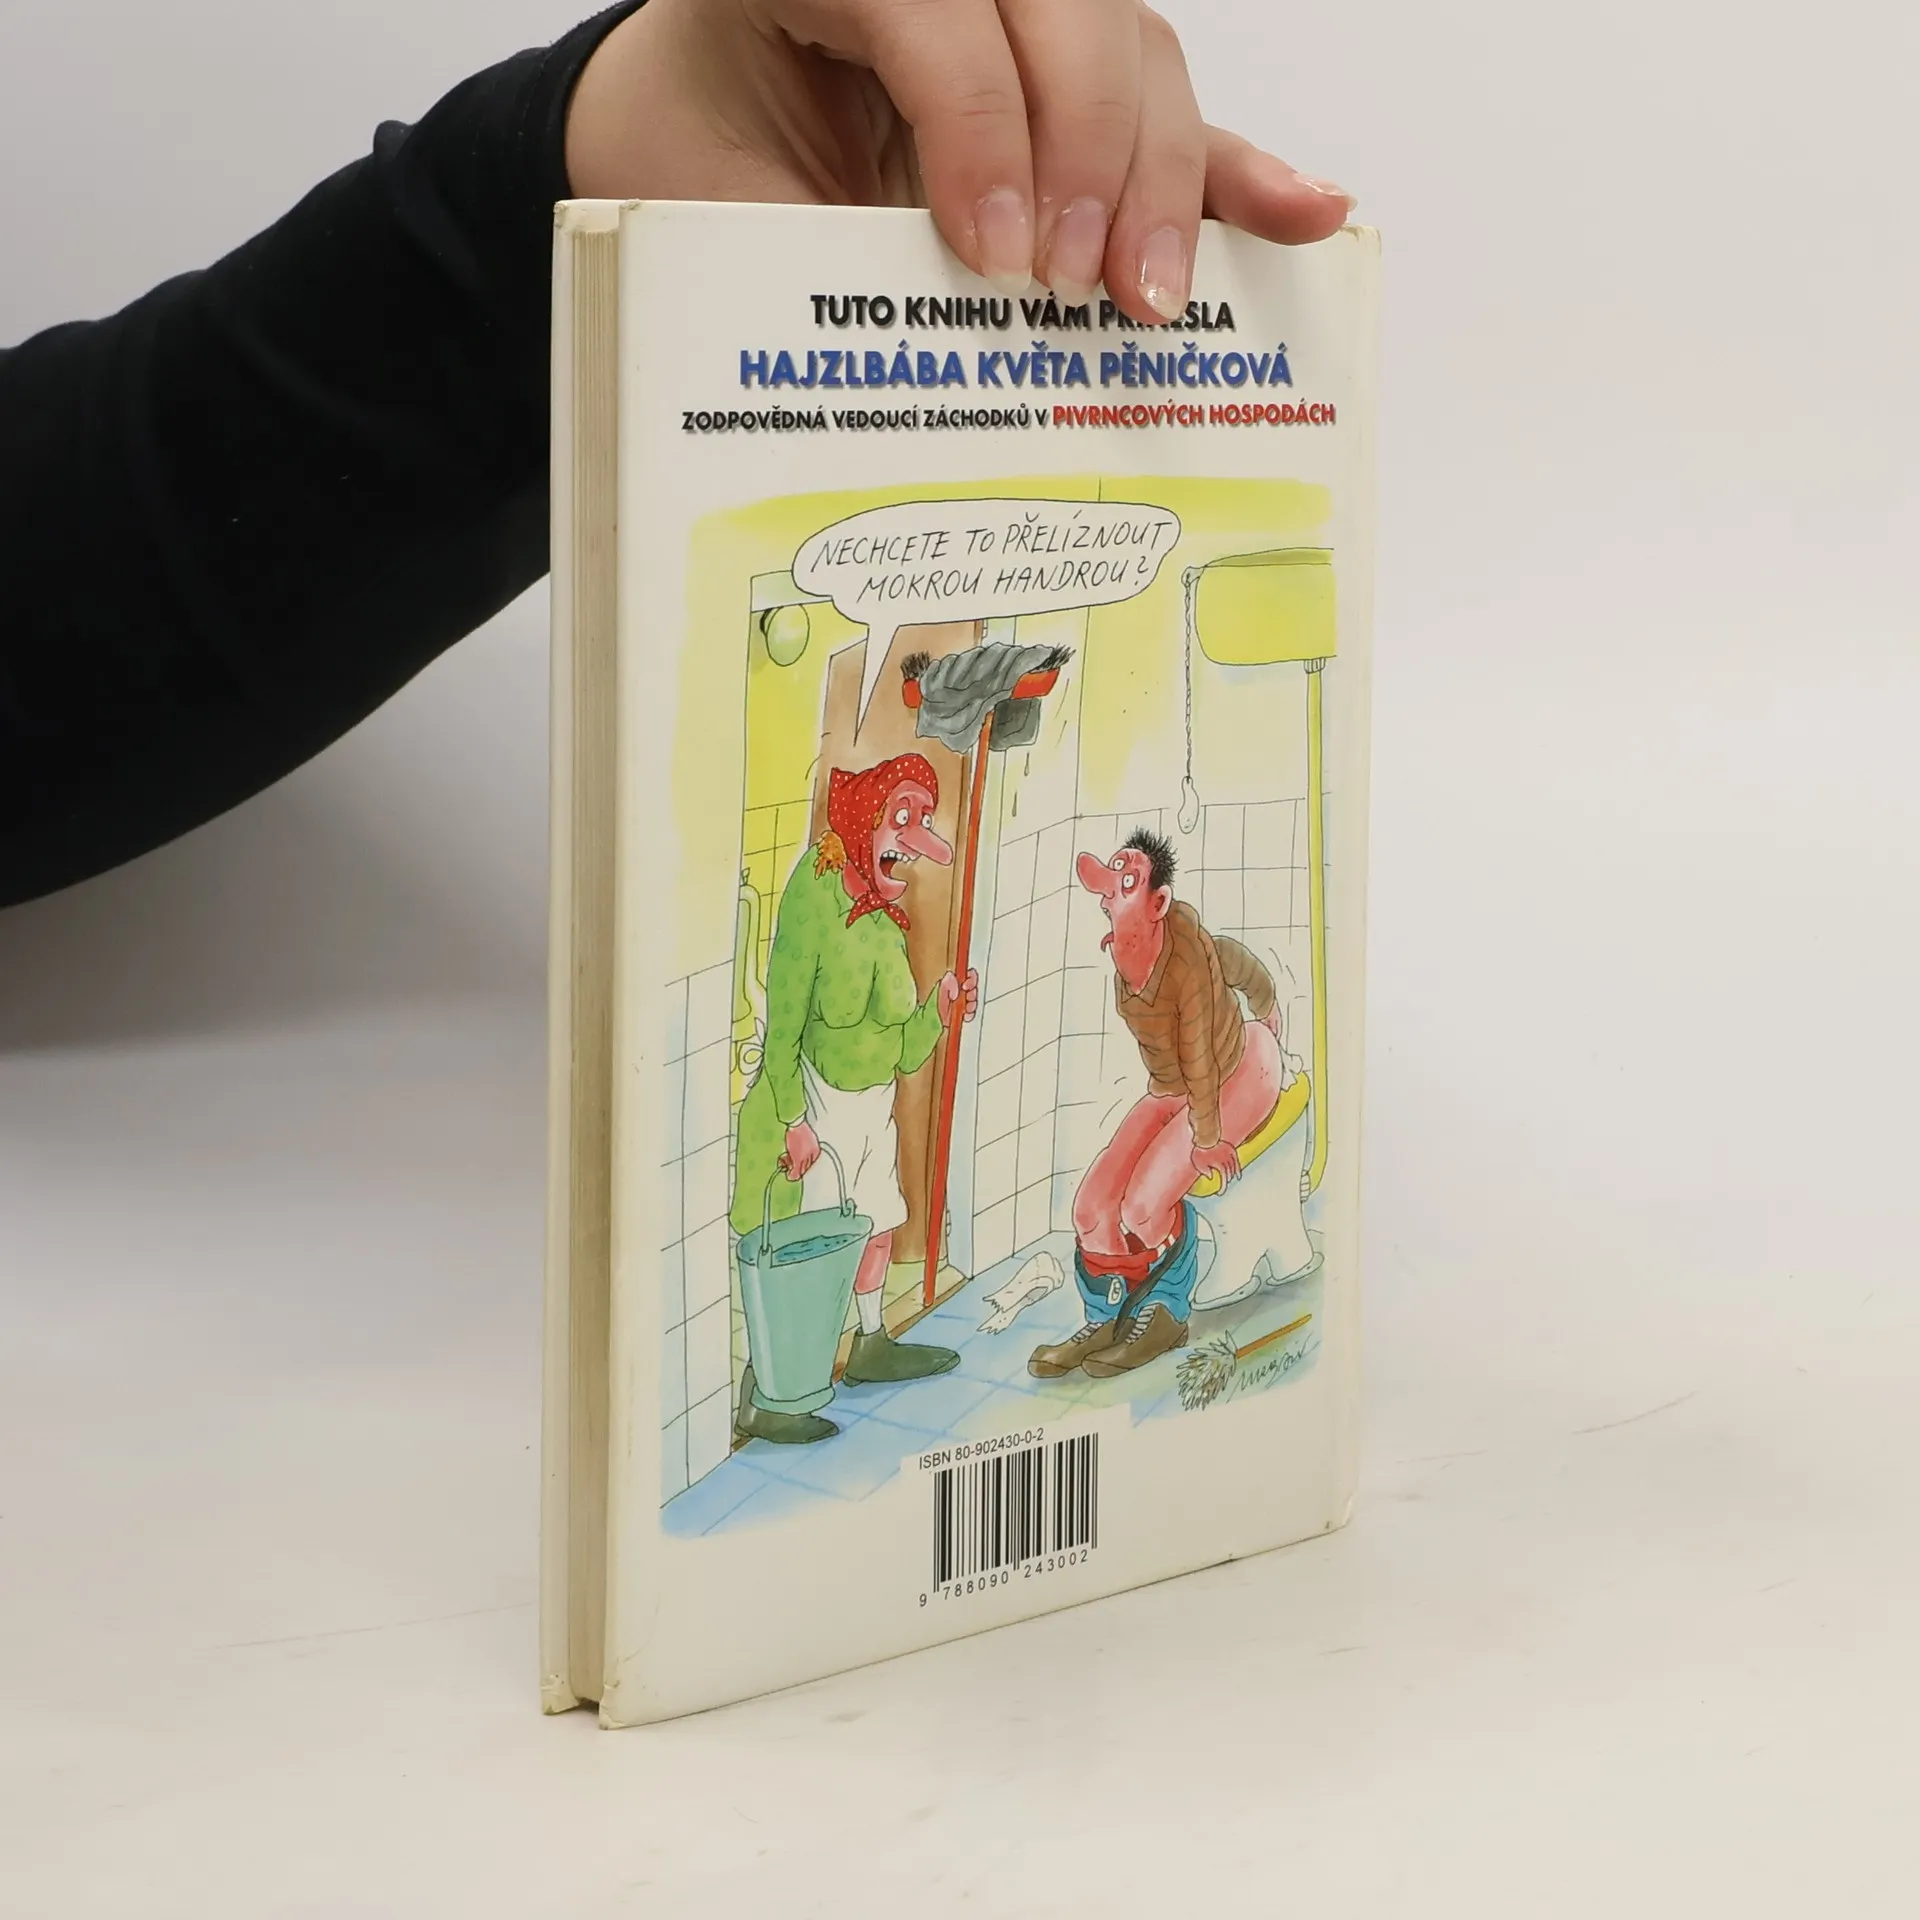 TUTO KNIHU VÁM PŘINESLA
HAJZLBÁBA KVĚTA PĚNIČKOVÁ
ZODPOVĚDNÁ VEDOUCÍ ZÁCHODKŮ V PIVRNCOVÝCH HOSPODÁCH
NECHCETE TO PŘELÍZNOUT
MOKROU HANDROU?
ISBN 80-902430-0-2
9 788090 243002